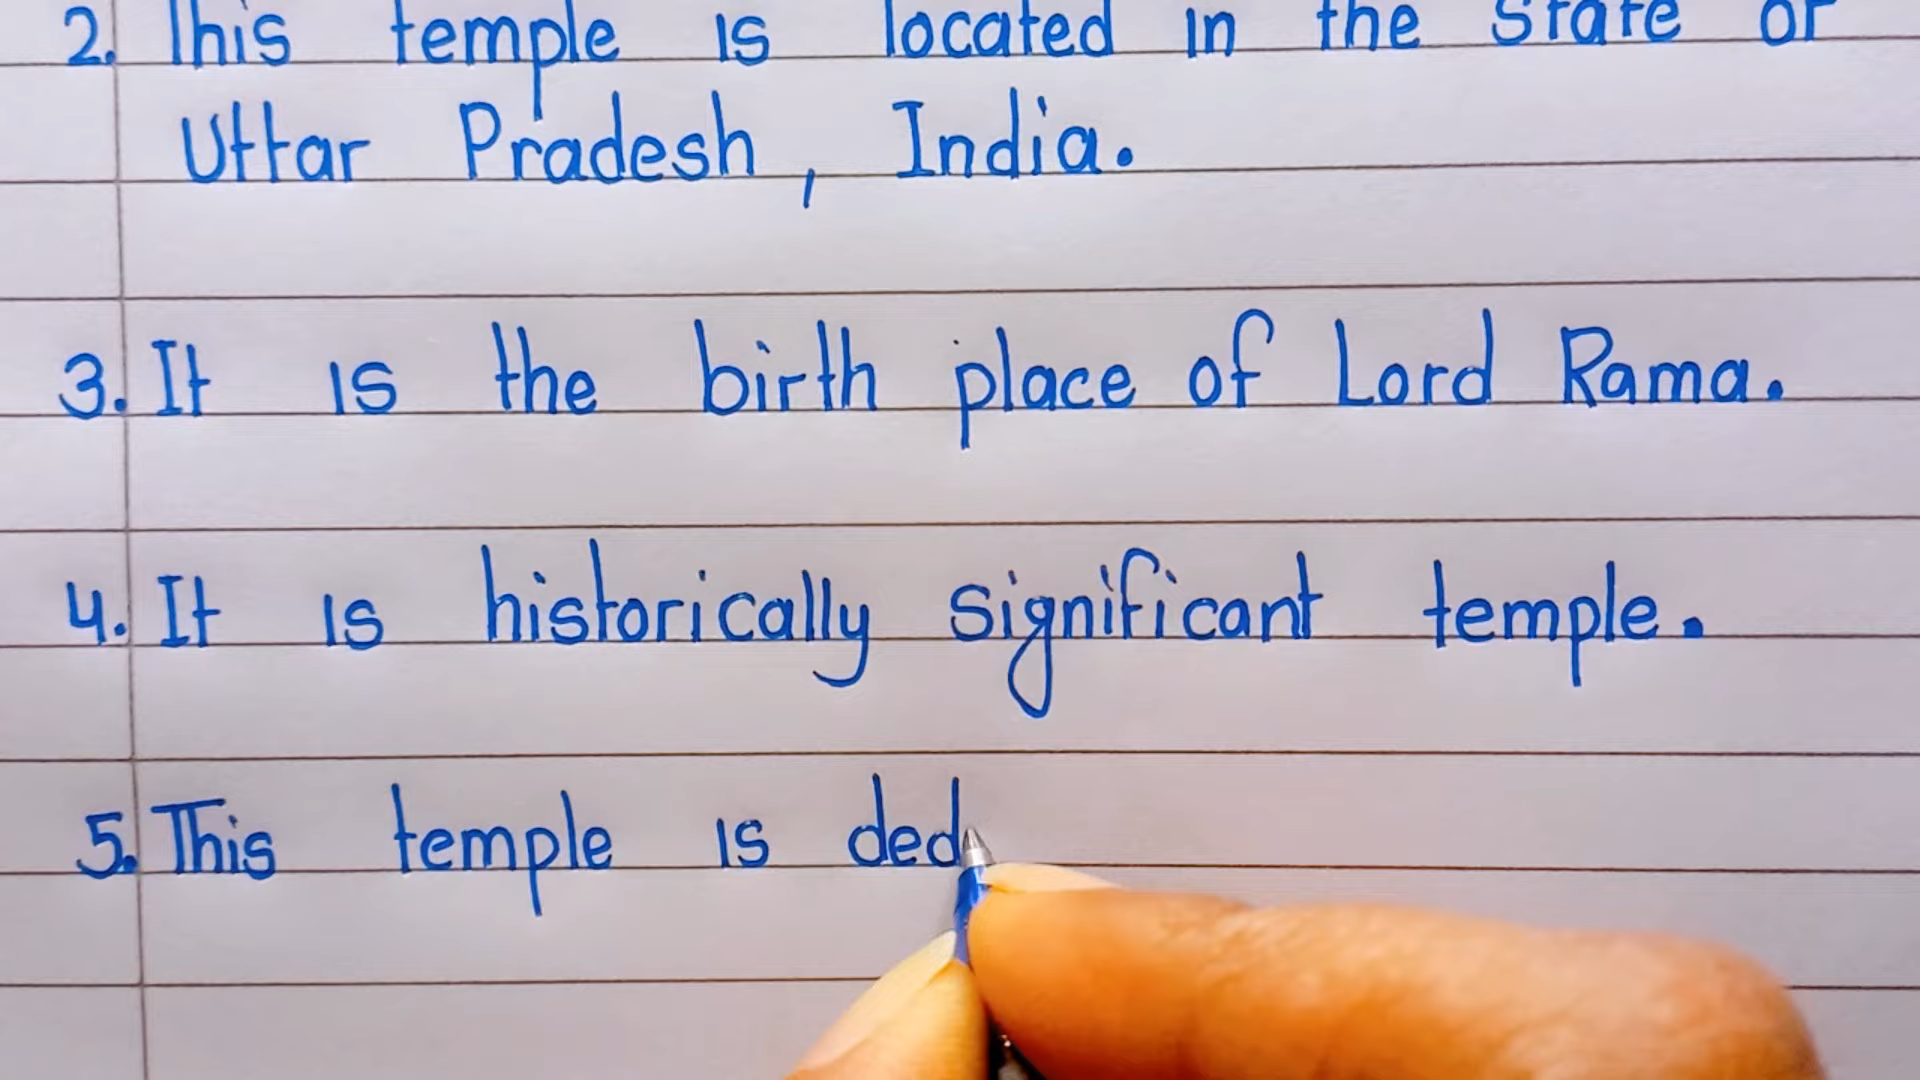 2. This temple is located in the State of
Uttar Pradesh, India.
3. It is the birth place of Lord Rama.
4. It is historically significant temple.
5. This temple is ded